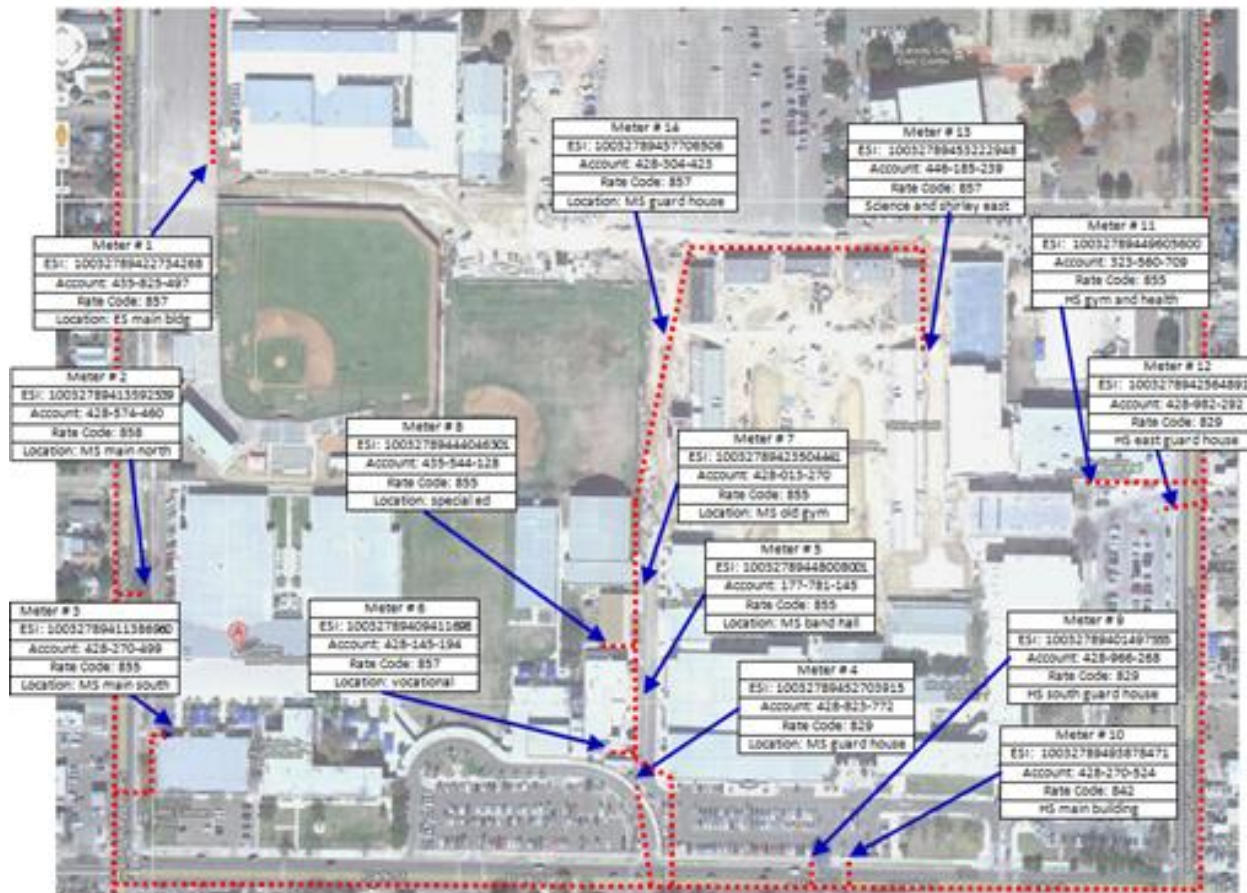 Meter # 14
ESI: 10032789457706506
Account: 428-304-423
Rate Code: 857
Location: MS guard house
Meter # 13
ESI: 10032789453222948
Account: 446-185-239
Rate Code: 857
Science and shirley east
Meter # 11
ESI: 10032789449605600
Account: 323-560-709
Rate Code: 855
HS gym and health
Meter # 1
ESI: 10032789422734268
Account: 435-825-497
Rate Code: 857
Location: ES main bldg
Meter # 12
ESI: 10032789442564891
Account: 428-982-292
Rate Code: 829
HS east guard house
Meter # 2
ESI: 10032789413592539
Account: 428-574-460
Rate Code: 858
Location: MS main north
Meter # 8
ESI: 10032789444046301
Account: 435-544-128
Rate Code: 855
Location: special ed
Meter # 7
ESI: 10032789423504441
Account: 428-015-270
Rate Code: 855
Location: MS old gym
Meter # 5
ESI: 10032789448008001
Account: 177-781-145
Rate Code: 855
Location: MS band hall
Meter # 3
ESI: 10032789411386960
Account: 428-270-499
Rate Code: 855
Location: MS main south
Meter # 6
ESI: 10032789409411698
Account: 428-145-194
Rate Code: 857
Location: vocational
Meter # 9
ESI: 10032789401497555
Account: 428-966-268
Rate Code: 829
HS south guard house
Meter # 4
ESI: 10032789452703915
Account: 428-823-772
Rate Code: 829
Location: MS guard house
Meter # 10
ESI: 10032789493878471
Account: 428-270-524
Rate Code: 842
HS main building
A